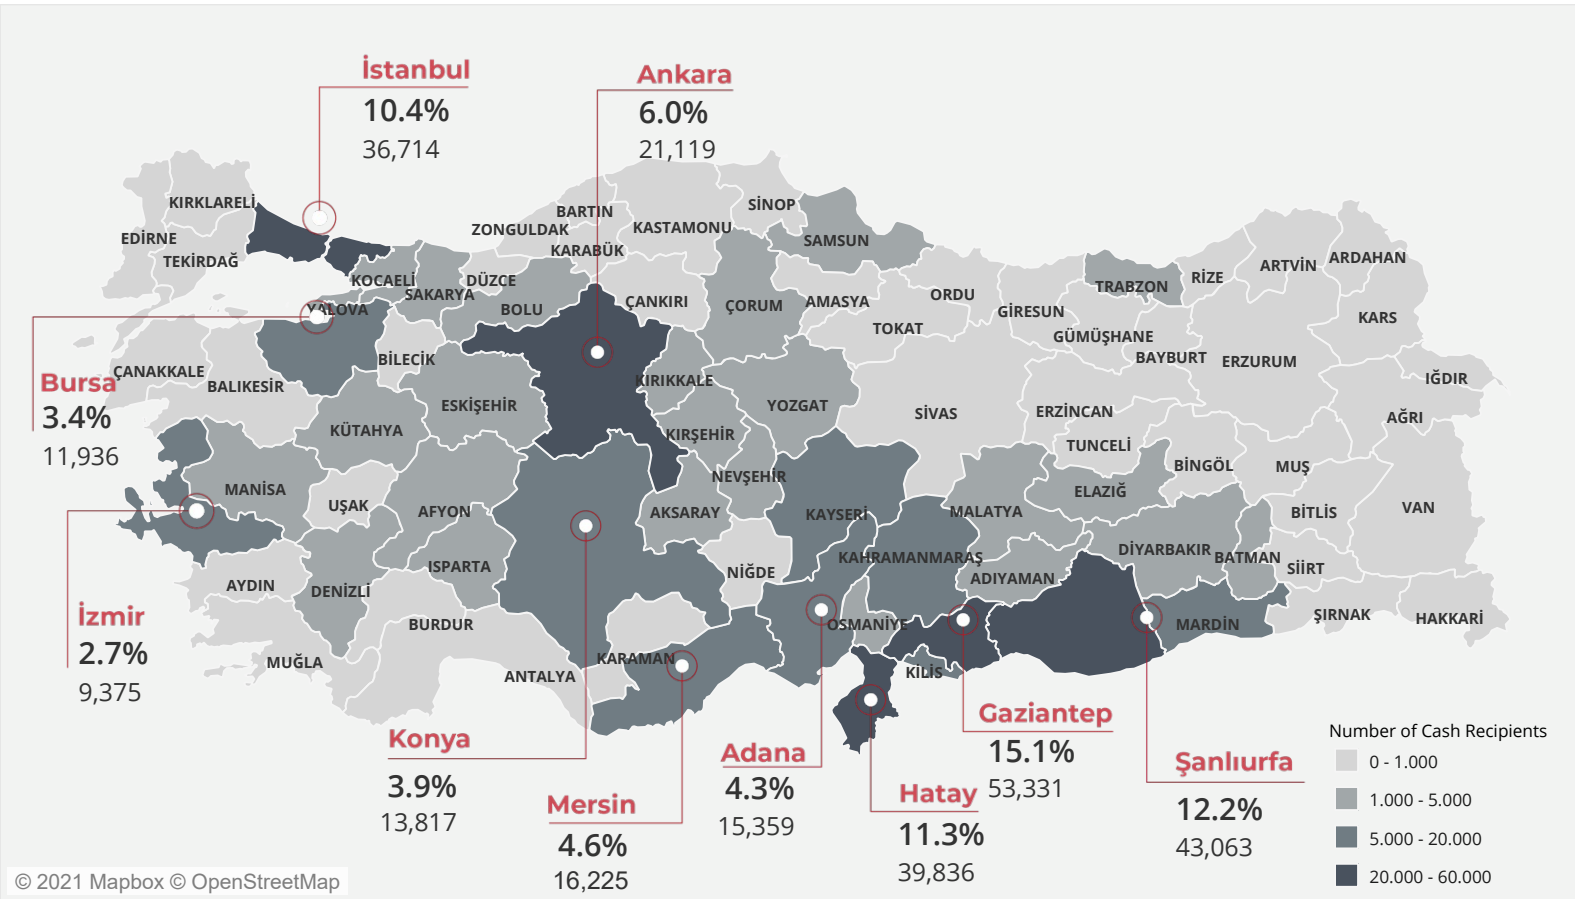 İstanbul
10.4%
36,714
Ankara
6.0%
21,119
KIRKLARELİ
EDİRNE
TEKİRDAĞ
KOCAELİ
SAKARYA
YALOVA
DÜZCE
BOLU
ZONGULDAK
BARTIN
KARABÜK
KASTAMONU
SİNOP
SAMSUN
ÇANKIRI
ÇORUM
AMASYA
TOKAT
ORDU
GİRESUN
GÜMÜŞHANE
TRABZON
BAYBURT
RİZE
ARTVİN
ARDAHAN
KARS
ERZURUM
IĞDIR
AĞRI
Bursa
3.4%
11,936
ÇANAKKALE
BALIKESİR
BİLECİK
ESKİŞEHİR
KÜTAHYA
KIRIKKALE
YOZGAT
KIRŞEHİR
NEVŞEHİR
SİVAS
ERZİNCAN
TUNCELİ
BİNGÖL
MUŞ
BİTLİS
VAN
MANİSA
UŞAK
AFYON
AKSARAY
KAYSERİ
MALATYA
ELAZIĞ
DİYARBAKIR
BATMAN
SİİRT
ŞIRNAK
HAKKARİ
KAHRAMANMARAŞ
ADIYAMAN
MARDİN
AYDIN
DENİZLİ
ISPARTA
BURDUR
MUĞLA
ANTALYA
NİĞDE
KARAMAN
OSMANİYE
KİLİS
İzmir
2.7%
9,375
Konya
3.9%
13,817
Mersin
4.6%
16,225
Adana
4.3%
15,359
Hatay
11.3%
39,836
Gaziantep
15.1%
53,331
Şanlıurfa
12.2%
43,063
Number of Cash Recipients
0 - 1.000
1.000 - 5.000
5.000 - 20.000
20.000 - 60.000
© 2021 Mapbox © OpenStreetMap